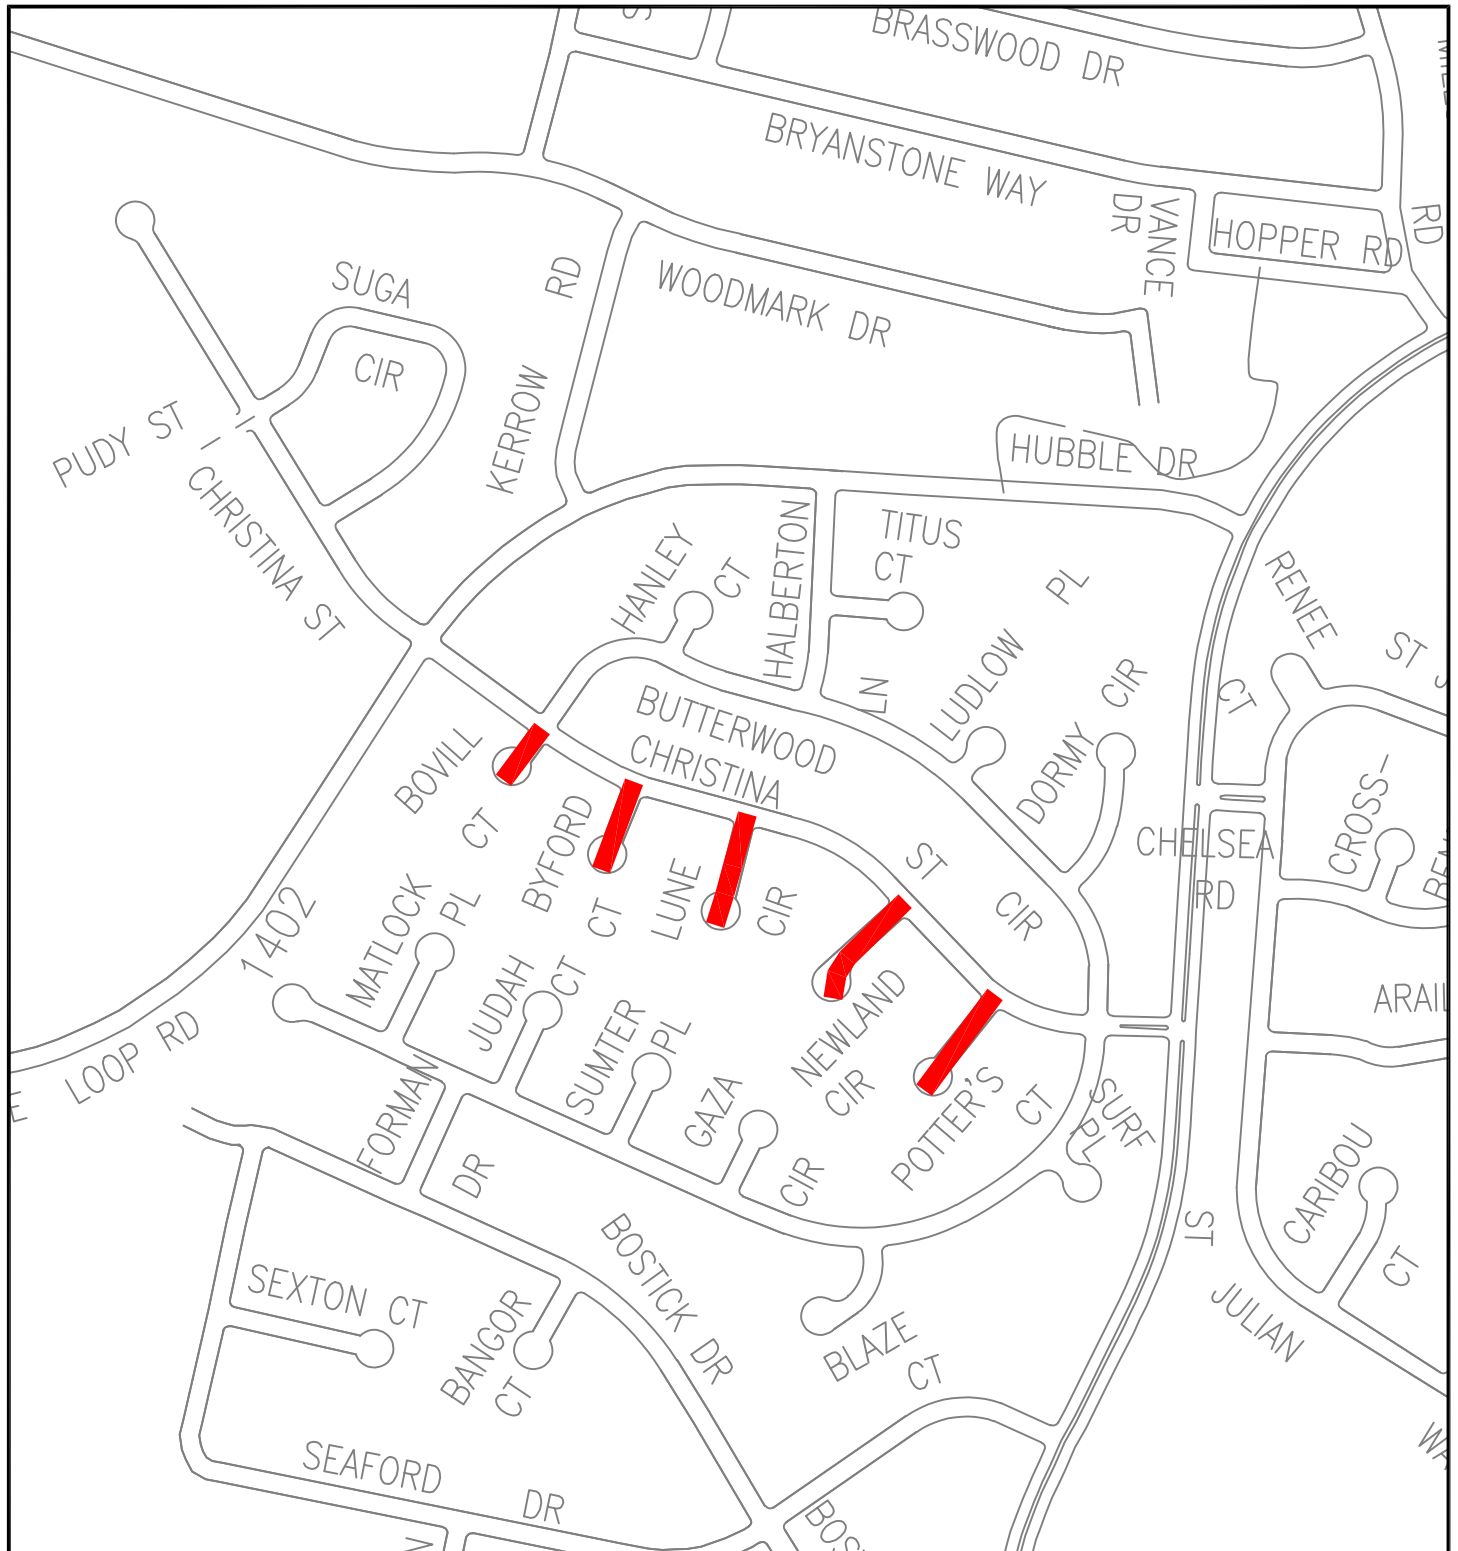 BRASSWOOD DR
BRYANSTONE WAY
VANCE
DR
HOPPER RD
RD
SUGA
CIR
KERROW RD
WOODMARK DR
PUDY ST
CHRISTINA ST
HUBBLE DR
HANLEY
CT
HALBERTON
LN
TITUS
CT
LUDLOW PL
DORMY CIR
RENEE
CT
ST
BUTTERWOOD
CIR
CHRISTINA
ST
BOVILL
CT
BYFORD
CT
LUNE
CIR
CHELSEA
RD
CROSS
MATLOCK
PL
1402
LOOP RD
JUDAH
CT
SUMTER
PL
NEWLAND
CIR
POTTER'S
CT
SURF
PL
GAZA
CIR
FORMAN
DR
ST JULIAN
CARIBOU
CT
SEXTON CT
BANGOR
CT
BOSTICK DR
BLAZE
CT
SEAFORD DR